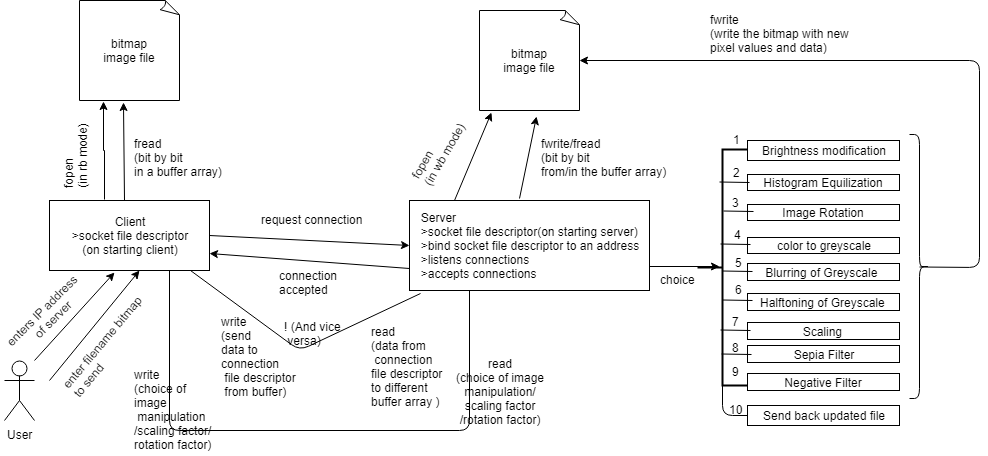 bitmap
image file
fopen
(in rb mode)
fread
(bit by bit
in a buffer array)
bitmap
image file
fwrite
(write the bitmap with new
pixel values and data)
fopen
(in wb mode)
fwrite/fread
(bit by bit
from/in the buffer array)
Client
>socket file descriptor
(on starting client)
request connection
connection
accepted
Server
>socket file descriptor(on starting server)
>bind socket file descriptor to an address
>listens connections
>accepts connections
choice
1
Brightness modification
2
Histogram Equilization
3
Image Rotation
4
color to greyscale
5
Blurring of Greyscale
6
Halftoning of Greyscale
7
Scaling
8
Sepia Filter
9
Negative Filter
10
Send back updated file
enters IP address
of server
enter filename bitmap
to send
User
write
(send
data to
connection
file descriptor
from buffer)
! (And vice
versa)
read
(data from
connection
file descriptor
to different
buffer array )
write
(choice of
image
manipulation
/scaling factor/
rotation factor)
read
(choice of image
manipulation/
scaling factor
/rotation factor)